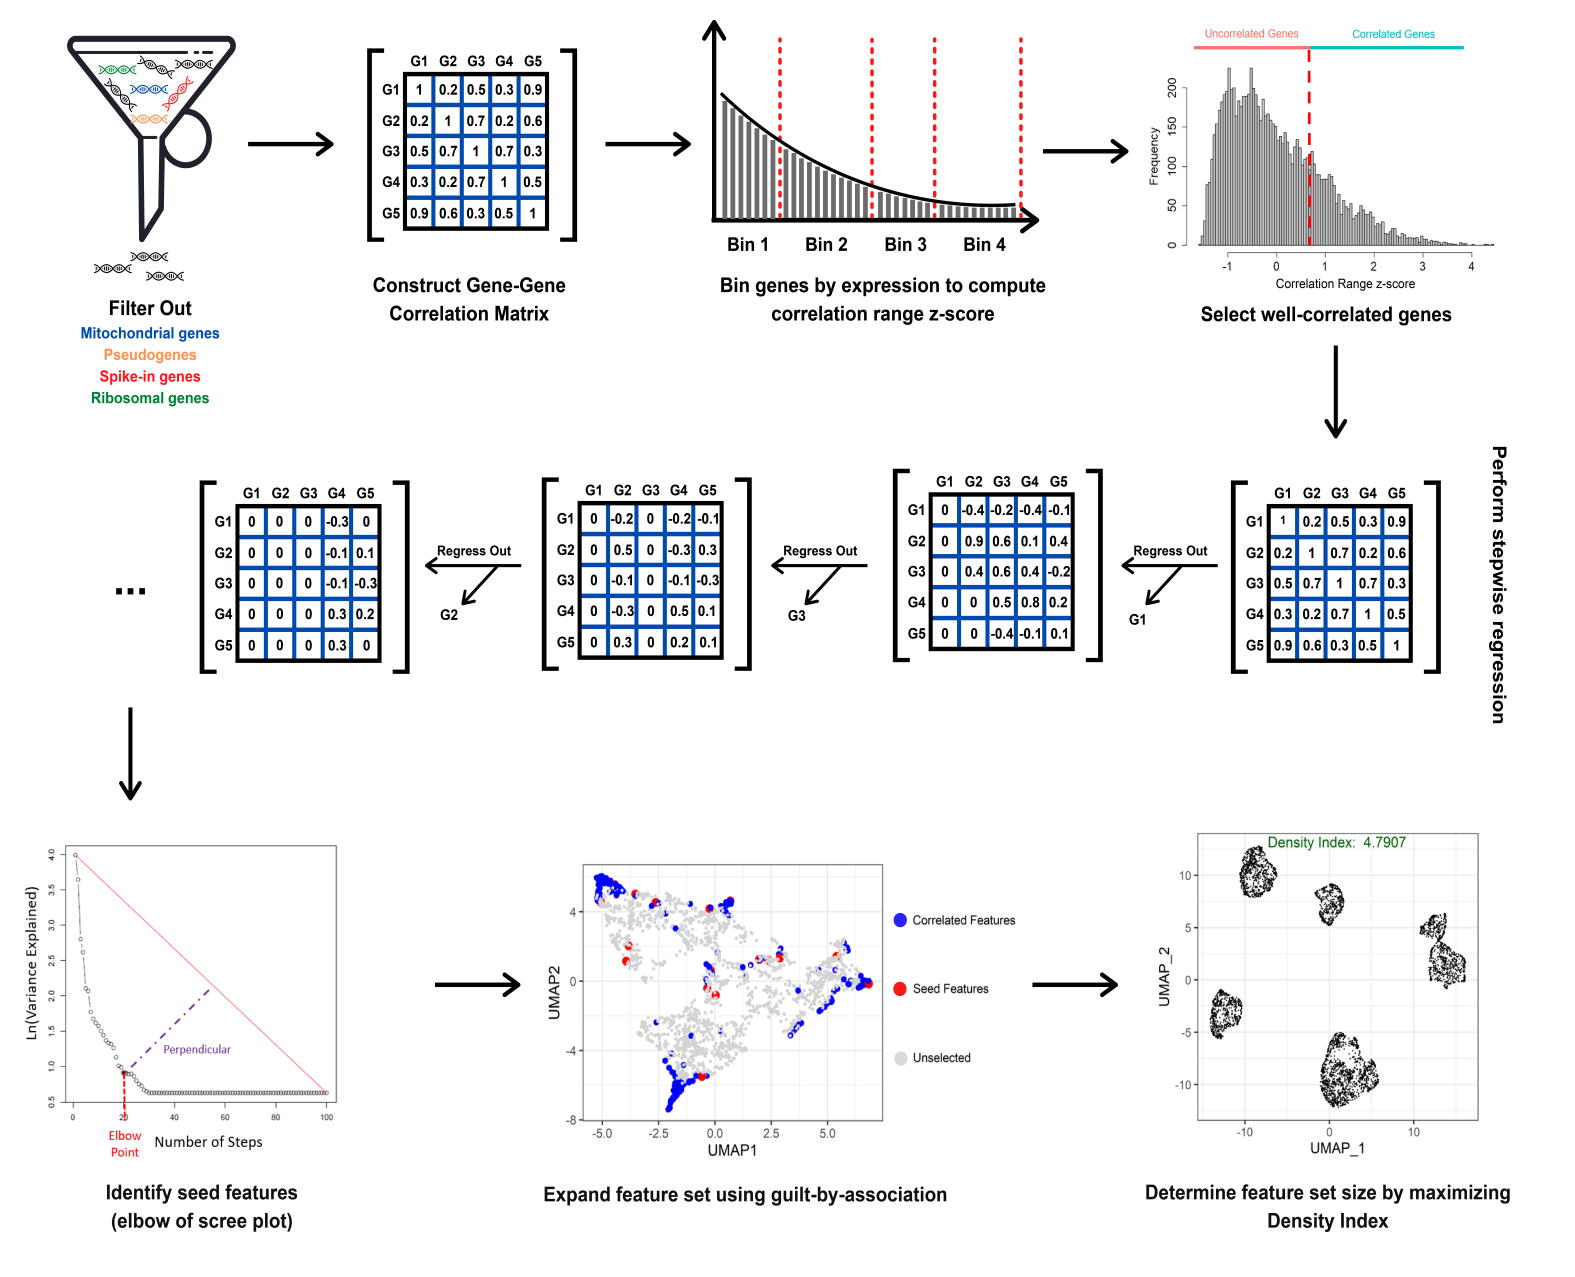 Filter Out
Mitochondrial genes
Pseudogenes
Spike-in genes
Ribosomal genes
G1 G2 G3 G4 G5
G1 1 0.2 0.5 0.3 0.9
G2 0.2 1 0.7 0.2 0.6
G3 0.5 0.7 1 0.7 0.3
G4 0.3 0.2 0.7 1 0.5
G5 0.9 0.6 0.3 0.5 1
Construct Gene-Gene
Correlation Matrix
Bin 1 Bin 2 Bin 3 Bin 4
Bin genes by expression to compute
correlation range z-score
Uncorrelated Genes Correlated Genes
Frequency
200
150
100
50
0
-1 0 1 2 3 4
Correlation Range z-score
Select well-correlated genes
Perform stepwise regression
G1 G2 G3 G4 G5
G1 1 0.2 0.5 0.3 0.9
G2 0.2 1 0.7 0.2 0.6
G3 0.5 0.7 1 0.7 0.3
G4 0.3 0.2 0.7 1 0.5
G5 0.9 0.6 0.3 0.5 1
Regress Out
G1
G1 G2 G3 G4 G5
G1 0 -0.4 -0.2 -0.4 -0.1
G2 0 0.9 0.6 0.1 0.4
G3 0 0.4 0.6 0.4 -0.2
G4 0 0 0.5 0.8 0.2
G5 0 0 -0.4 -0.1 0.1
Regress Out
G3
G1 G2 G3 G4 G5
G1 0 -0.2 0 -0.2 -0.1
G2 0 0.5 0 -0.3 0.3
G3 0 -0.1 0 -0.1 -0.3
G4 0 -0.3 0 0.5 0.1
G5 0 0.3 0 0.2 0.1
Regress Out
G2
G1 G2 G3 G4 G5
G1 0 0 0 -0.3 0
G2 0 0 0 -0.1 0.1
G3 0 0 0 -0.1 -0.3
G4 0 0 0 0.3 0.2
G5 0 0 0 0.3 0
...
Ln(Variance Explained)
4.0
3.5
3.0
2.5
2.0
1.5
1.0
0.5
Perpendicular
0 20 40 60 80 100
Elbow
Point
Number of Steps
Identify seed features
(elbow of scree plot)
UMAP2
4
0
-4
-8
-5.0 -2.5 0.0 2.5 5.0
UMAP1
Correlated Features
Seed Features
Unselected
Expand feature set using guilt-by-association
Density Index: 4.7907
UMAP_2
10
5
0
-5
-10
-10 0 10
UMAP_1
Determine feature set size by maximizing
Density Index